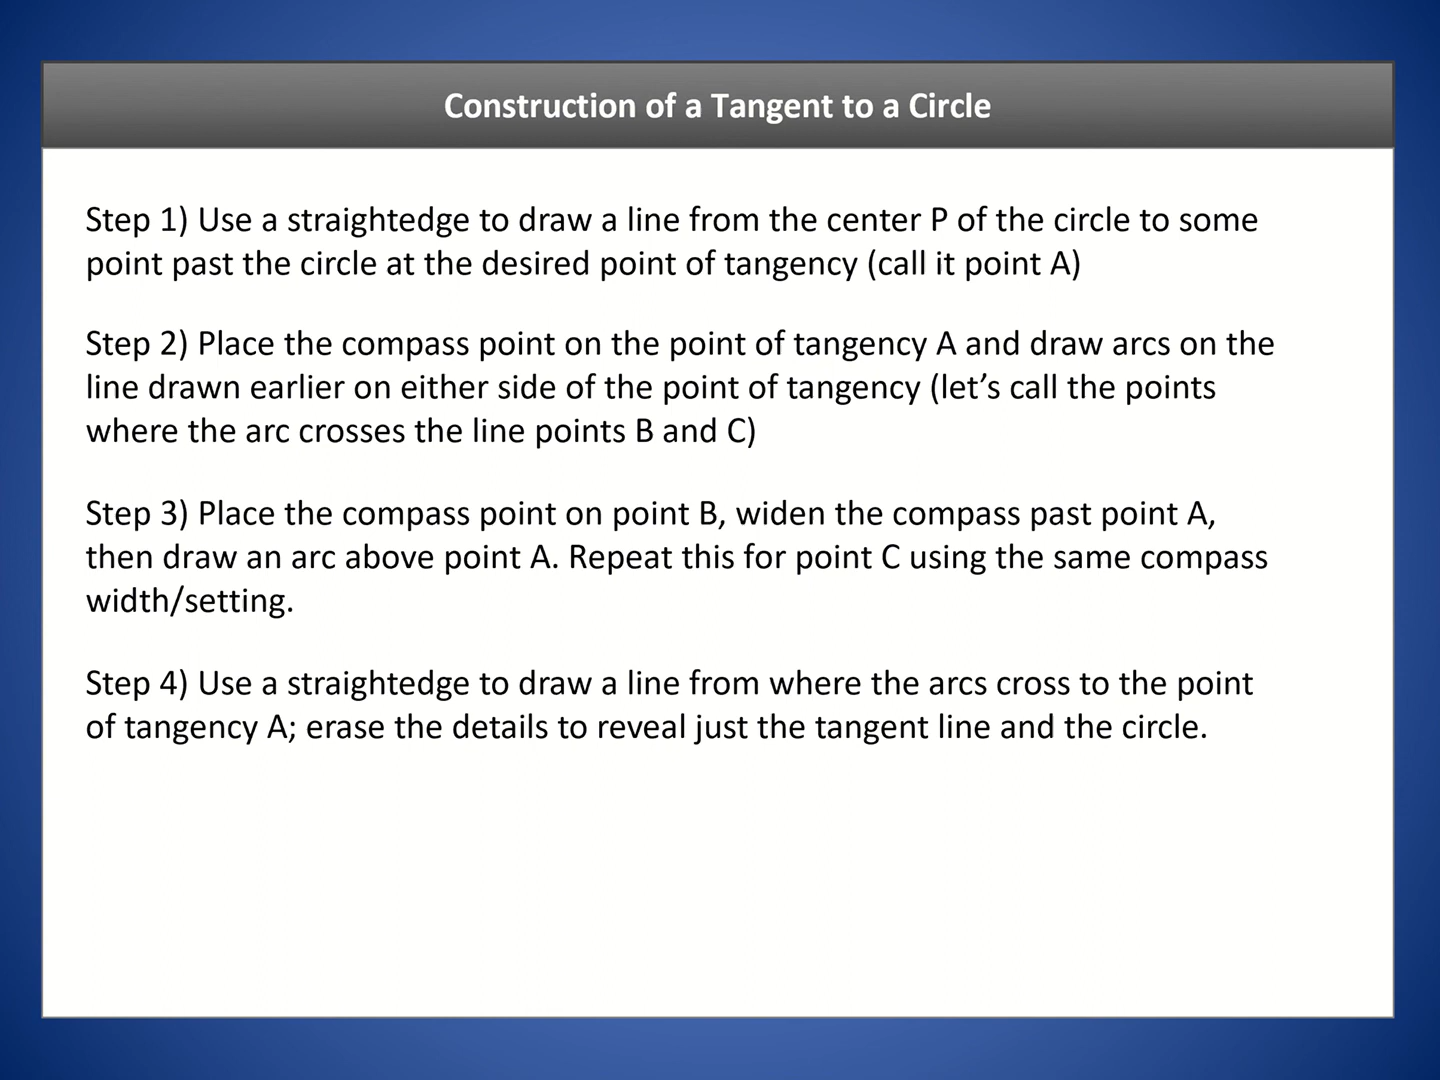 Construction of a Tangent to a Circle
Step 1) Use a straightedge to draw a line from the center P of the circle to some
point past the circle at the desired point of tangency (call it point A)
Step 2) Place the compass point on the point of tangency A and draw arcs on the
line drawn earlier on either side of the point of tangency (let’s call the points
where the arc crosses the line points B and C)
Step 3) Place the compass point on point B, widen the compass past point A,
then draw an arc above point A. Repeat this for point C using the same compass
width/setting.
Step 4) Use a straightedge to draw a line from where the arcs cross to the point
of tangency A; erase the details to reveal just the tangent line and the circle.